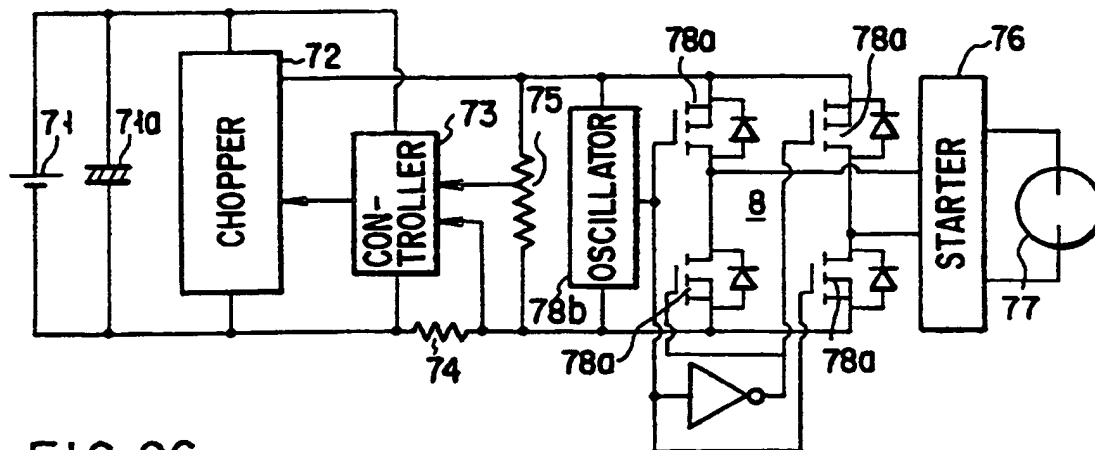 78a
78a
76
72
71
71a
75
73
CHOPPER
CON-
TROLLER
OSCILLATOR
8
STARTER
77
78b
74
78a
78a